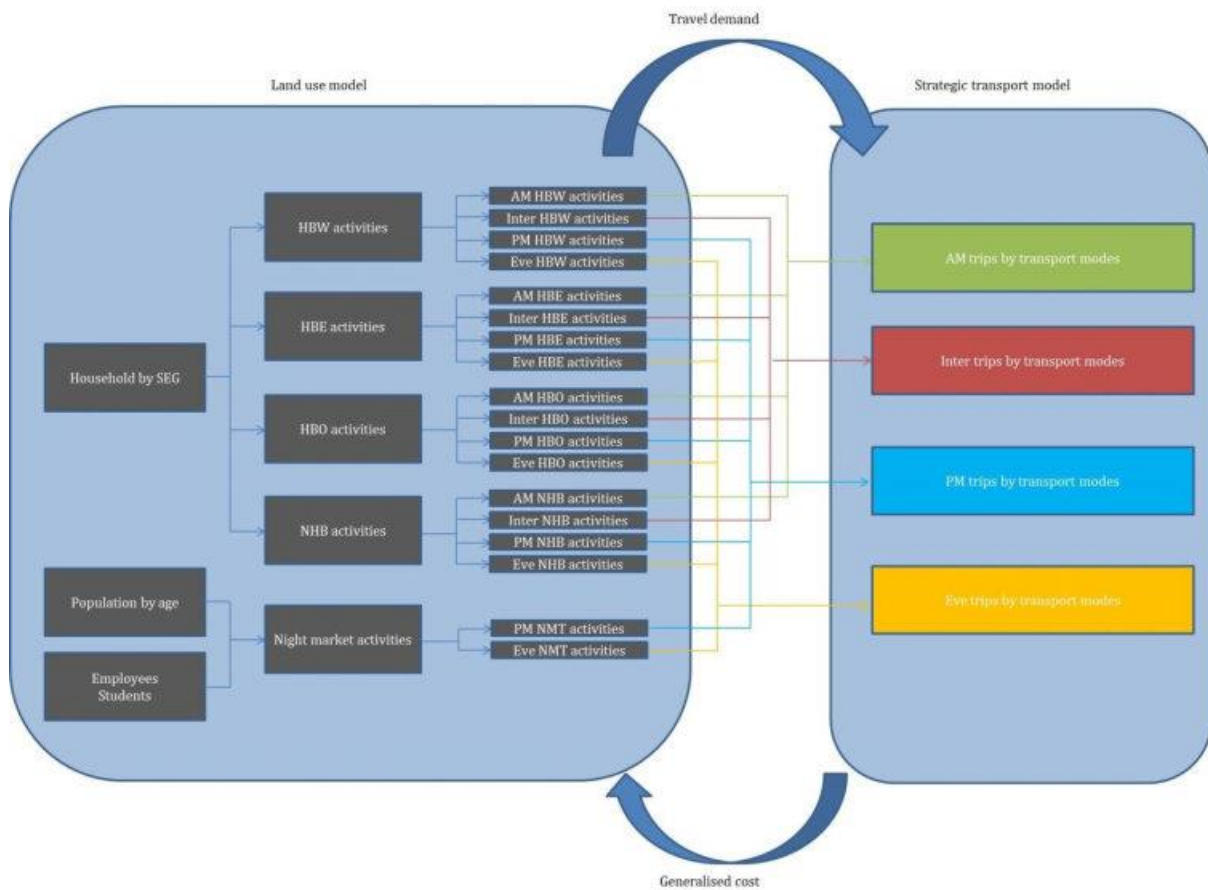 Travel demand
Land use model
Strategic transport model
Household by SEG
Population by age
Employees
Students
HBW activities
HBE activities
HBO activities
NHB activities
Night market activities
AM HBW activities
Inter HBW activities
PM HBW activities
Eve HBW activities
AM HBE activities
Inter HBE activities
PM HBE activities
Eve HBE activities
AM HBO activities
Inter HBO activities
PM HBO activities
Eve HBO activities
AM NHB activities
Inter NHB activities
PM NHB activities
Eve NHB activities
PM NMT activities
Eve NMT activities
AM trips by transport modes
Inter trips by transport modes
PM trips by transport modes
Eve trips by transport modes
Generalised cost